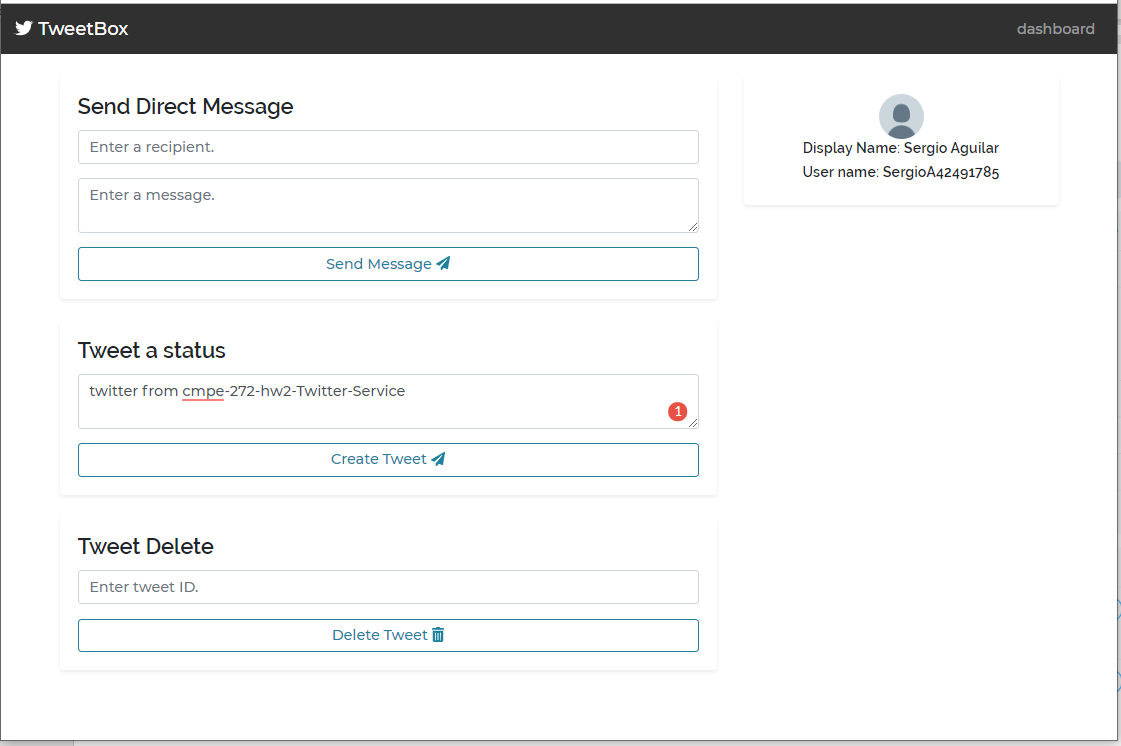 TweetBox
dashboard
Send Direct Message
Enter a recipient.
Enter a message.
Send Message
Display Name: Sergio Aguilar
User name: SergioA42491785
Tweet a status
twitter from cmpe-272-hw2-Twitter-Service
1
Create Tweet
Tweet Delete
Enter tweet ID.
Delete Tweet